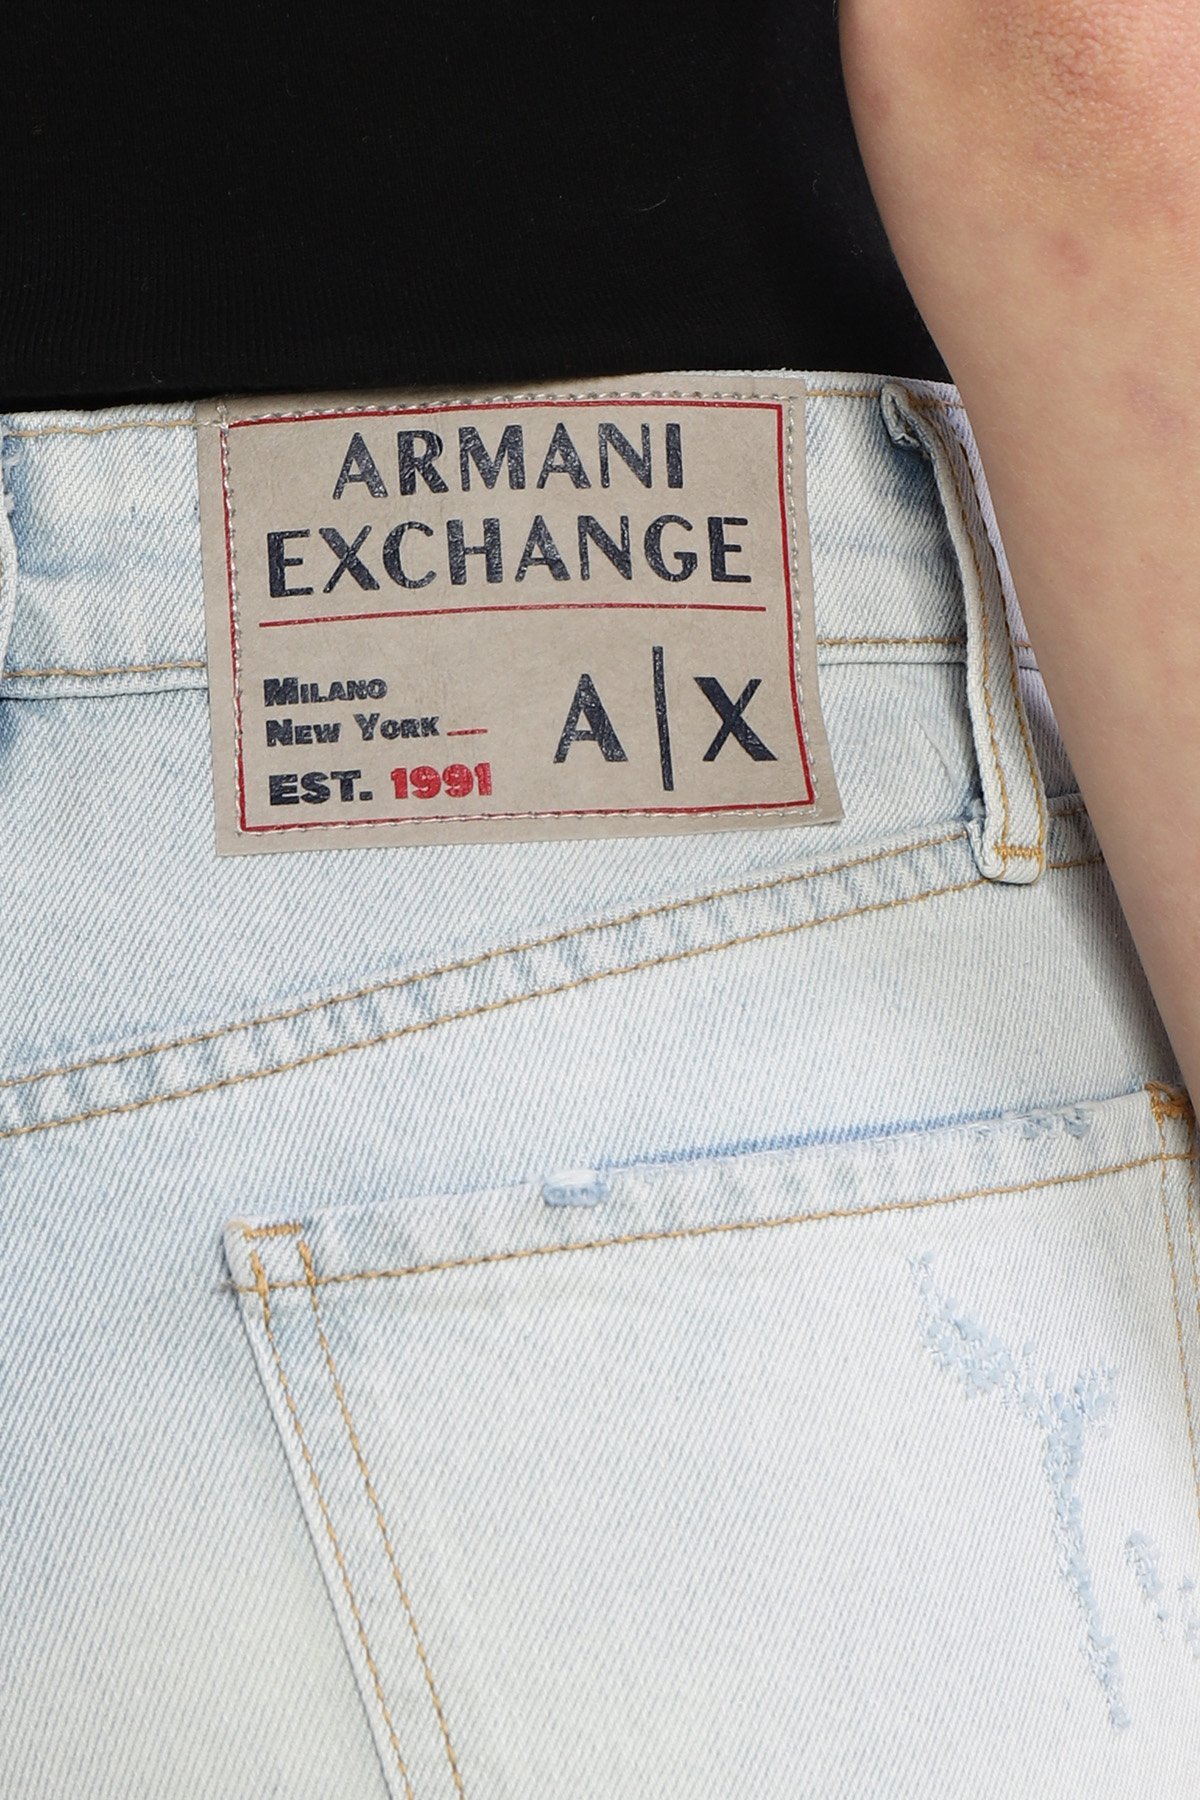 ARMANI
EXCHANGE
MILANO
NEW YORK
EST. 1991
A|X